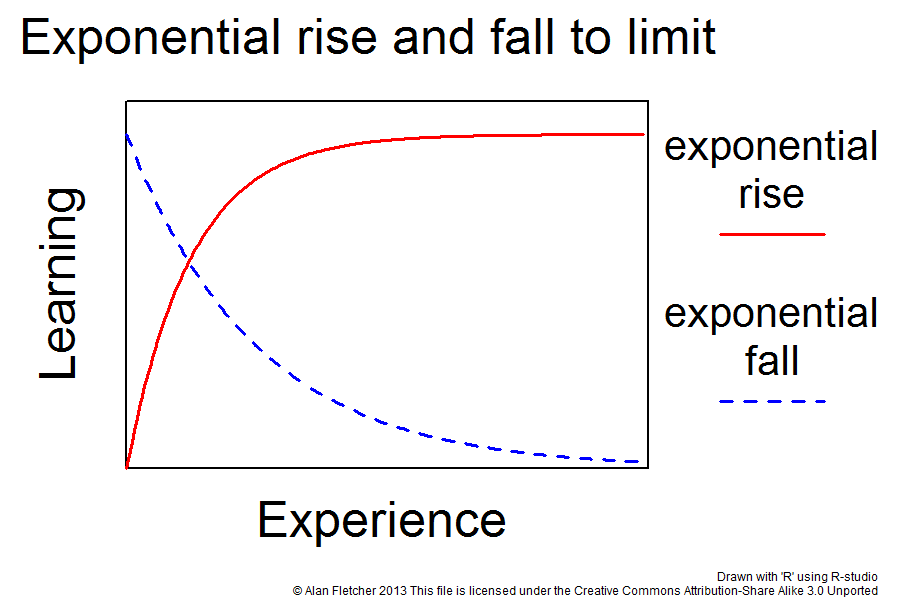 Exponential rise and fall to limit
Learning
exponential
rise
exponential
fall
Experience
Drawn with 'R' using R-studio
© Alan Fletcher 2013 This file is licensed under the Creative Commons Attribution-Share Alike 3.0 Unported